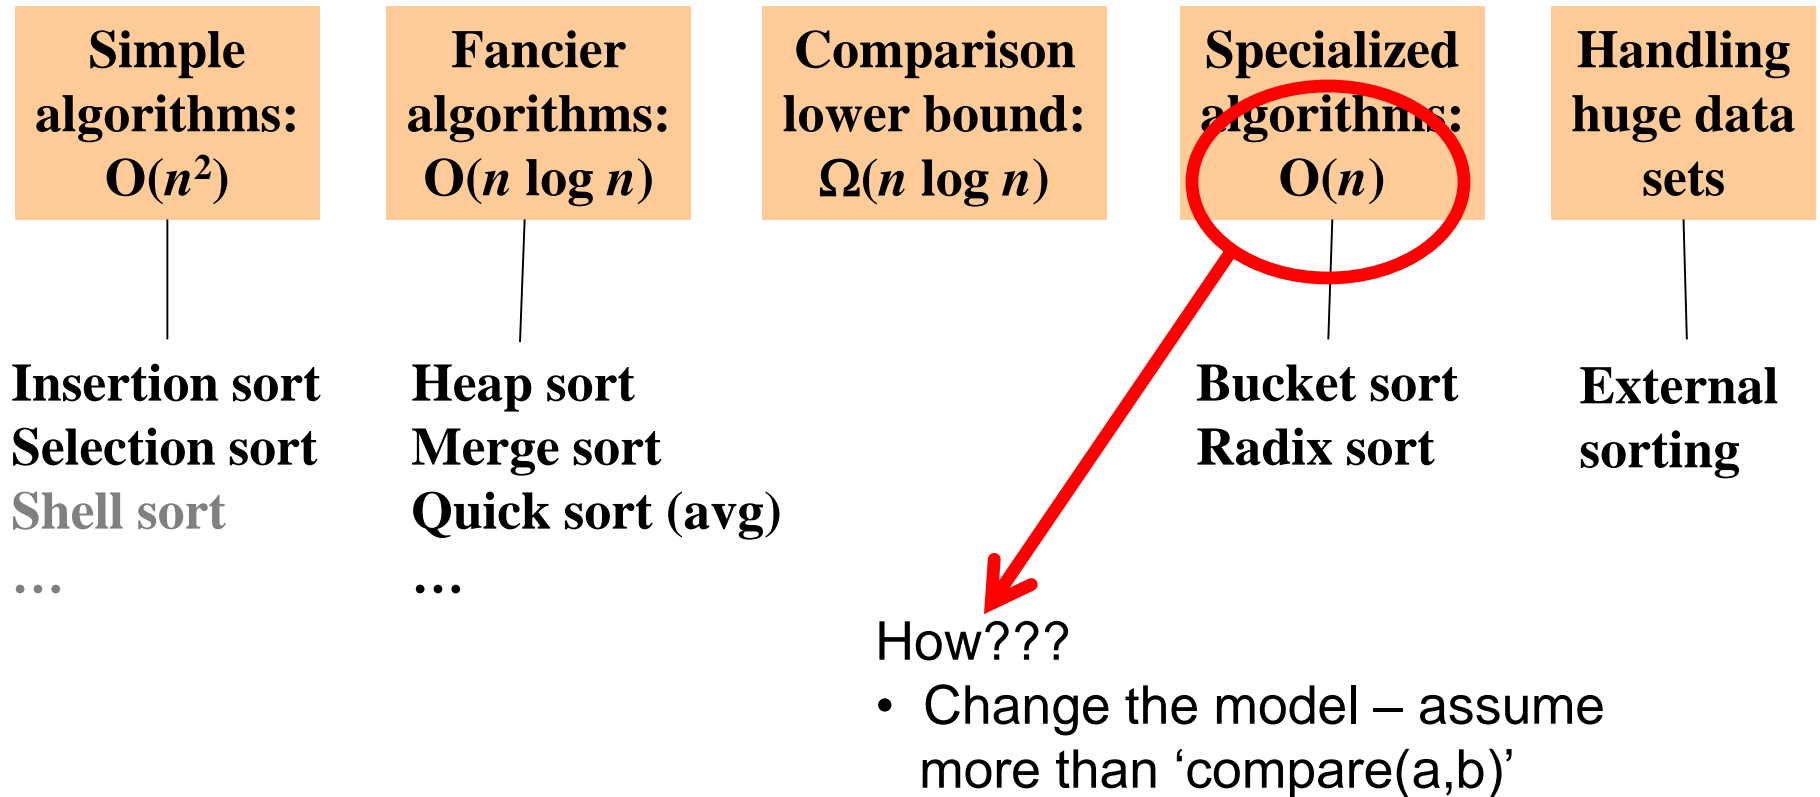 Simple
algorithms:
O(n²)
Fancier
algorithms:
O(n log n)
Comparison
lower bound:
Ω(n log n)
Specialized
algorithms:
O(n)
Handling
huge data
sets
Insertion sort
Selection sort
Shell sort
…
Heap sort
Merge sort
Quick sort (avg)
…
Bucket sort
Radix sort
External
sorting
How???
• Change the model – assume
more than ‘compare(a,b)’